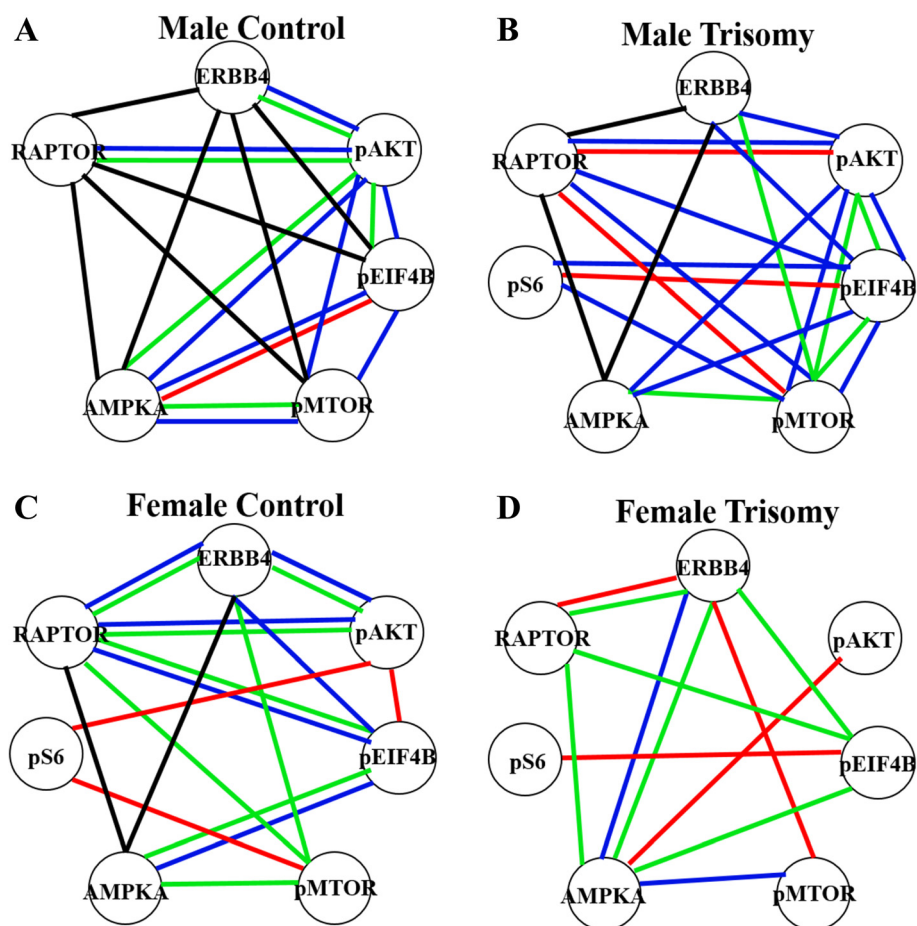 A
Male Control
ERBB4
RAPTOR
pAKT
pEIF4B
AMPKA
pMTOR
B
Male Trisomy
ERBB4
RAPTOR
pAKT
pS6
pEIF4B
AMPKA
pMTOR
C
Female Control
ERBB4
RAPTOR
pAKT
pS6
pEIF4B
AMPKA
pMTOR
D
Female Trisomy
ERBB4
RAPTOR
pAKT
pS6
pEIF4B
AMPKA
pMTOR